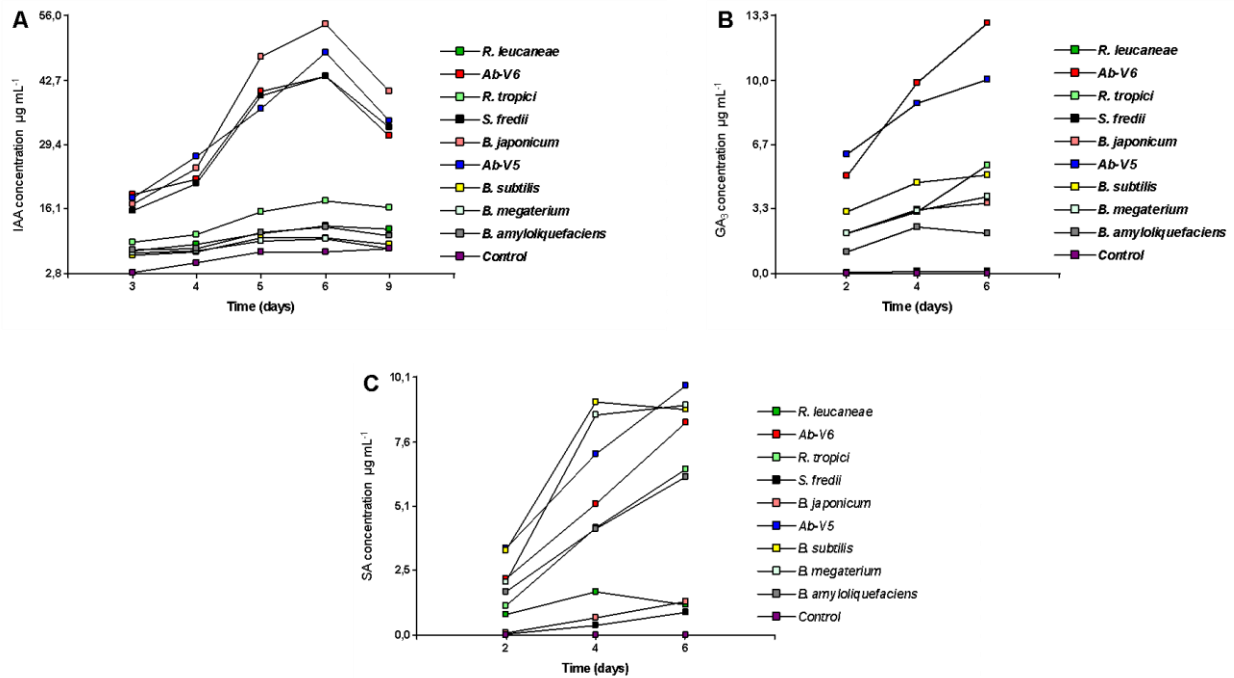 A
IAA concentration µg mL-1
56,0
42,7
29,4
16,1
2,8
3 4 5 6 9
Time (days)
R. leucaneae
Ab-V6
R. tropici
S. fredii
B. japonicum
Ab-V5
B. subtilis
B. megaterium
B. amyloliquefaciens
Control
B
GA3 concentration µg mL-1
13,3
10,0
6,7
3,3
0,0
2 4 6
Time (days)
R. leucaneae
Ab-V6
R. tropici
S. fredii
B. japonicum
Ab-V5
B. subtilis
B. megaterium
B. amyloliquefaciens
Control
C
SA concentration µg mL-1
10,1
7,6
5,1
2,5
0,0
2 4 6
Time (days)
R. leucaneae
Ab-V6
R. tropici
S. fredii
B. japonicum
Ab-V5
B. subtilis
B. megaterium
B. amyloliquefaciens
Control